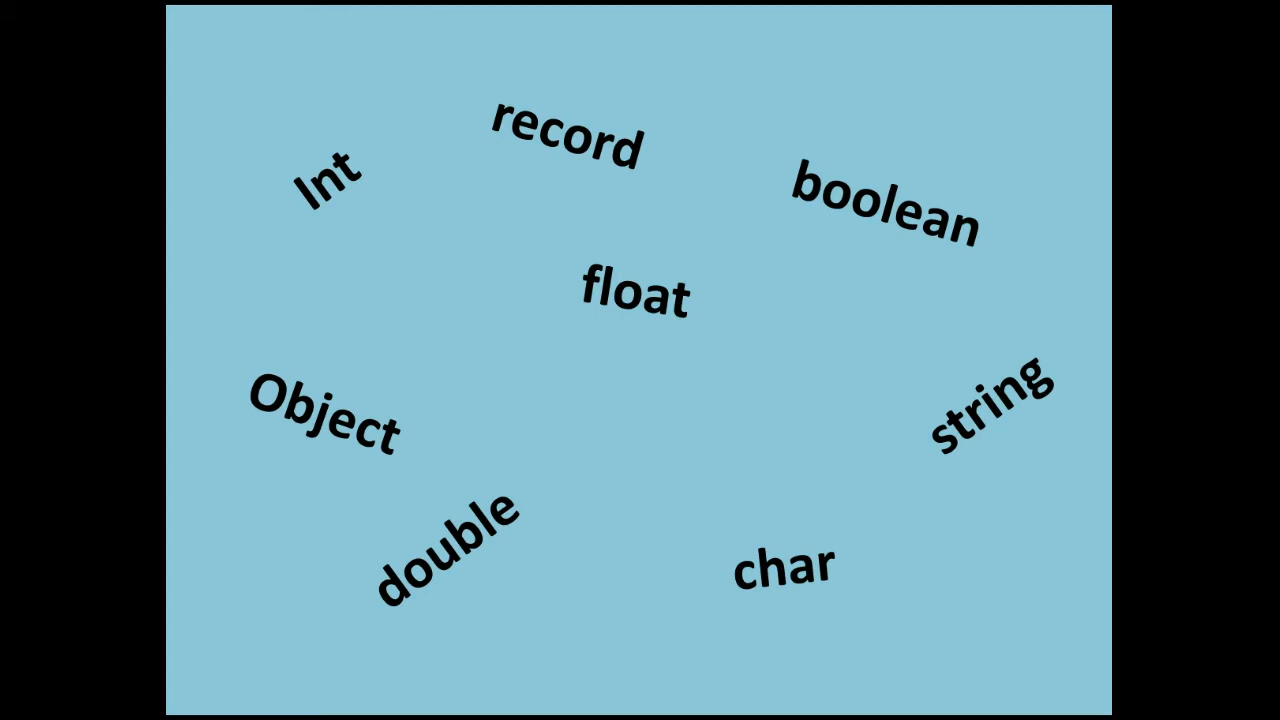 record
Int
boolean
float
Object
string
double
char